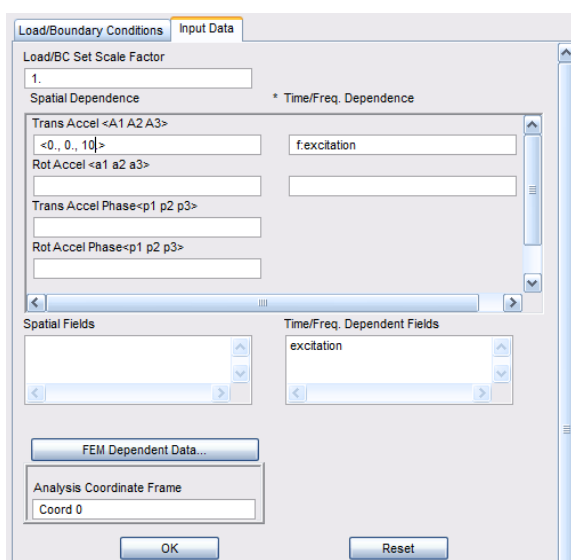 Load/Boundary Conditions Input Data
Load/BC Set Scale Factor
1.
Spatial Dependence * Time/Freq. Dependence
Trans Accel <A1 A2 A3>
<0., 0., 10.> f:excitation
Rot Accel <a1 a2 a3>
Trans Accel Phase<p1 p2 p3>
Rot Accel Phase<p1 p2 p3>
Spatial Fields Time/Freq. Dependent Fields
excitation
FEM Dependent Data...
Analysis Coordinate Frame
Coord 0
OK Reset